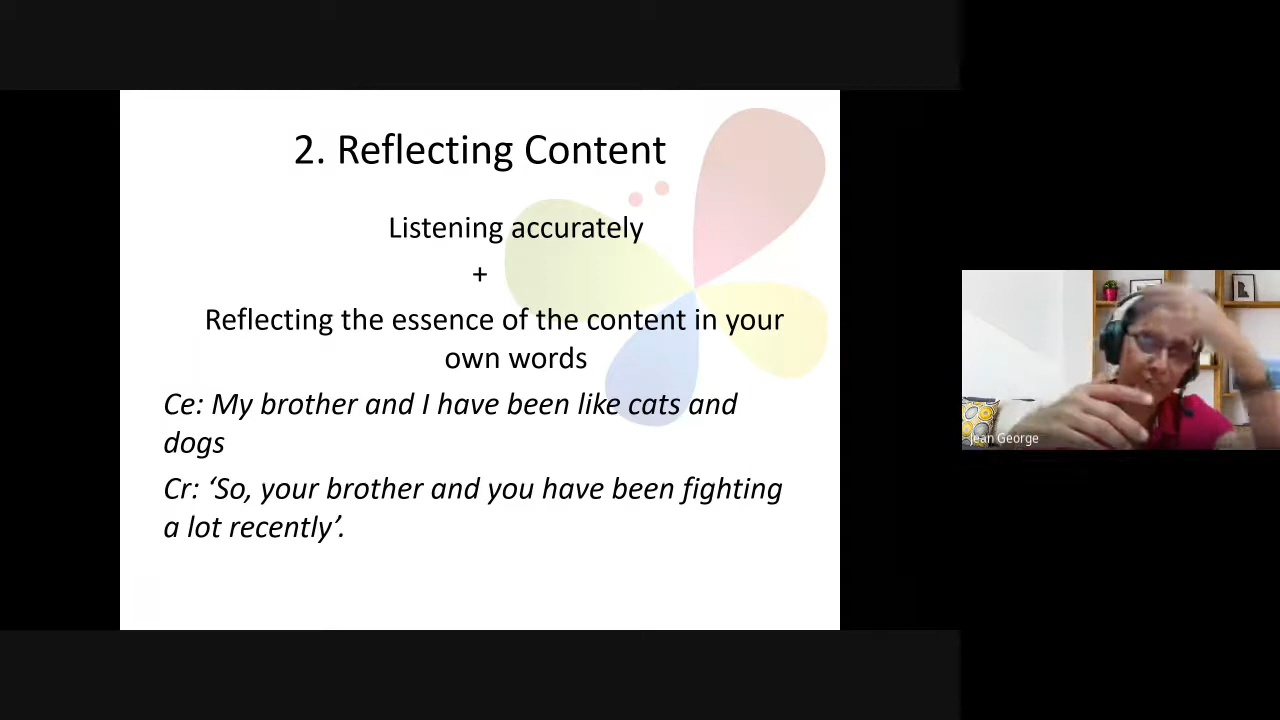 2. Reflecting Content
Listening accurately
+
Reflecting the essence of the content in your
own words
Ce: My brother and I have been like cats and
dogs
Cr: ‘So, your brother and you have been fighting
a lot recently’.
Jean George